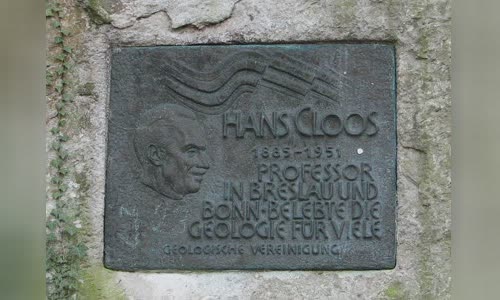 HANS CLOOS
1885-1951
PROFESSOR
IN BRESLAU UND
BONN·BELEBTE DIE
GEOLOGIE FÜR VIELE
GEOLOGISCHE VEREINIGUNG